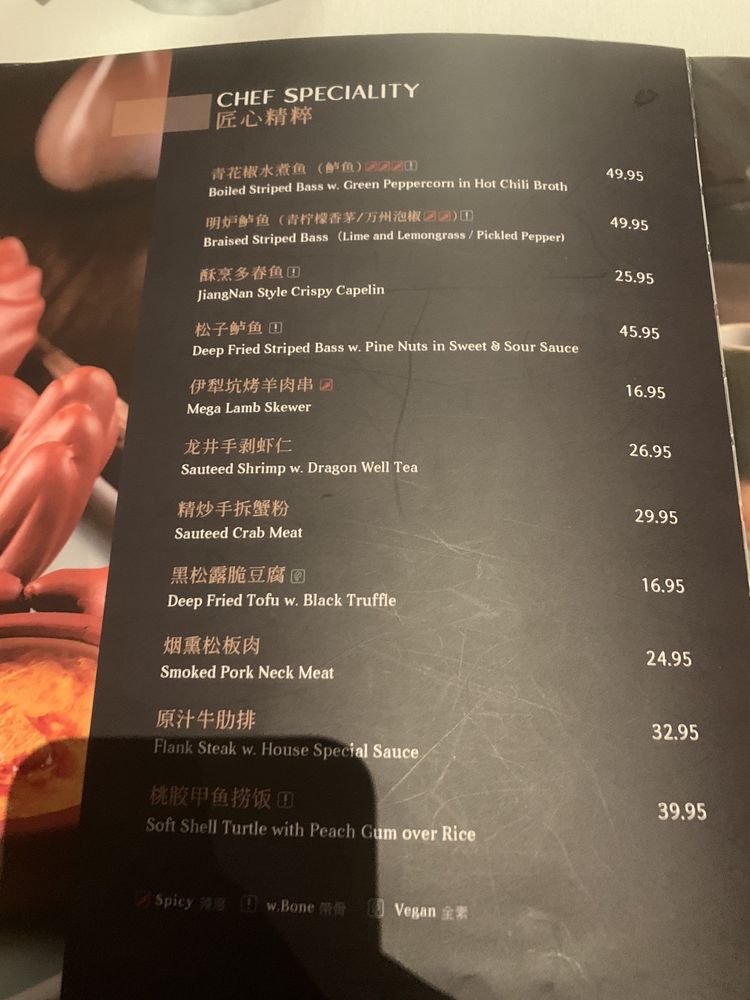 CHEF SPECIALITY
匠心精粹
青花椒水煮鱼（鲈鱼）
Boiled Striped Bass w. Green Peppercorn in Hot Chili Broth 49.95
明炉鲈鱼（青柠檬香茅/万州泡椒）
Braised Striped Bass（Lime and Lemongrass / Pickled Pepper) 49.95
酥烹多春鱼
JiangNan Style Crispy Capelin 25.95
松子鲈鱼
Deep Fried Striped Bass w. Pine Nuts in Sweet & Sour Sauce 45.95
伊犁坑烤羊肉串
Mega Lamb Skewer 16.95
龙井手剥虾仁
Sauteed Shrimp w. Dragon Well Tea 26.95
精炒手拆蟹粉
Sauteed Crab Meat 29.95
黑松露脆豆腐
Deep Fried Tofu w. Black Truffle 16.95
烟熏松板肉
Smoked Pork Neck Meat 24.95
原汁牛肋排
Flank Steak w. House Special Sauce 32.95
桃胶甲鱼捞饭
Soft Shell Turtle with Peach Gum over Rice 39.95
Spicy w.Bone 带骨 Vegan 全素